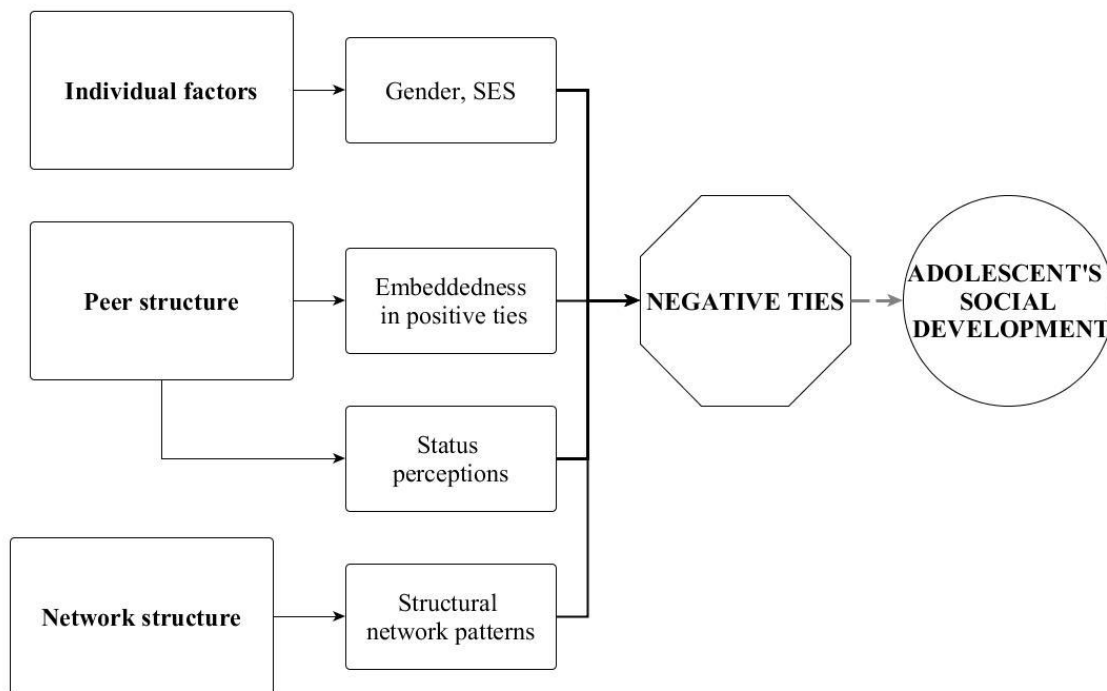 Individual factors
Gender, SES
Peer structure
Embeddedness
in positive ties
NEGATIVE TIES
ADOLESCENT'S
SOCIAL
DEVELOPMENT
Status
perceptions
Network structure
Structural
network patterns